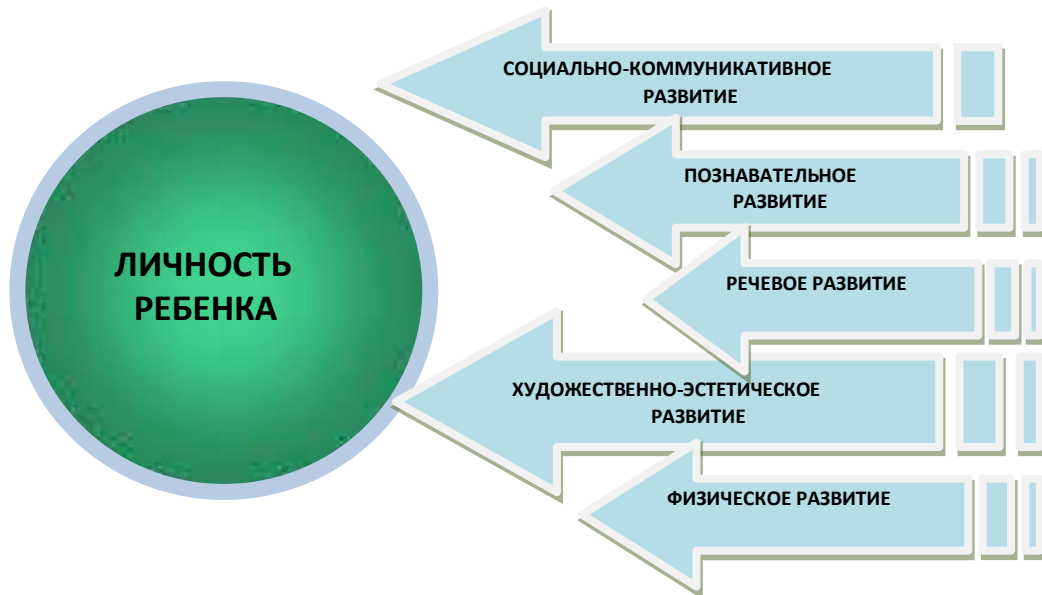 СОЦИАЛЬНО-КОММУНИКАТИВНОЕ
РАЗВИТИЕ
ПОЗНАВАТЕЛЬНОЕ
РАЗВИТИЕ
ЛИЧНОСТЬ
РЕБЕНКА
РЕЧЕВОЕ РАЗВИТИЕ
ХУДОЖЕСТВЕННО-ЭСТЕТИЧЕСКОЕ
РАЗВИТИЕ
ФИЗИЧЕСКОЕ РАЗВИТИЕ